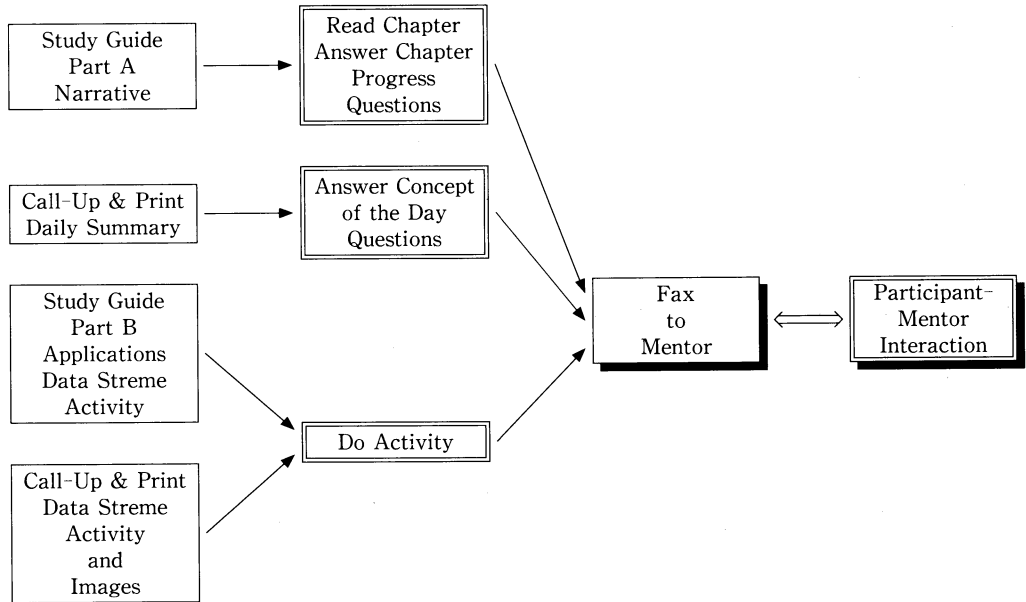 Study Guide
Part A
Narrative
Read Chapter
Answer Chapter
Progress
Questions
Call-Up & Print
Daily Summary
Answer Concept
of the Day
Questions
Study Guide
Part B
Applications
Data Streme
Activity
Call-Up & Print
Data Streme
Activity
and
Images
Do Activity
Fax
to
Mentor
Participant-
Mentor
Interaction